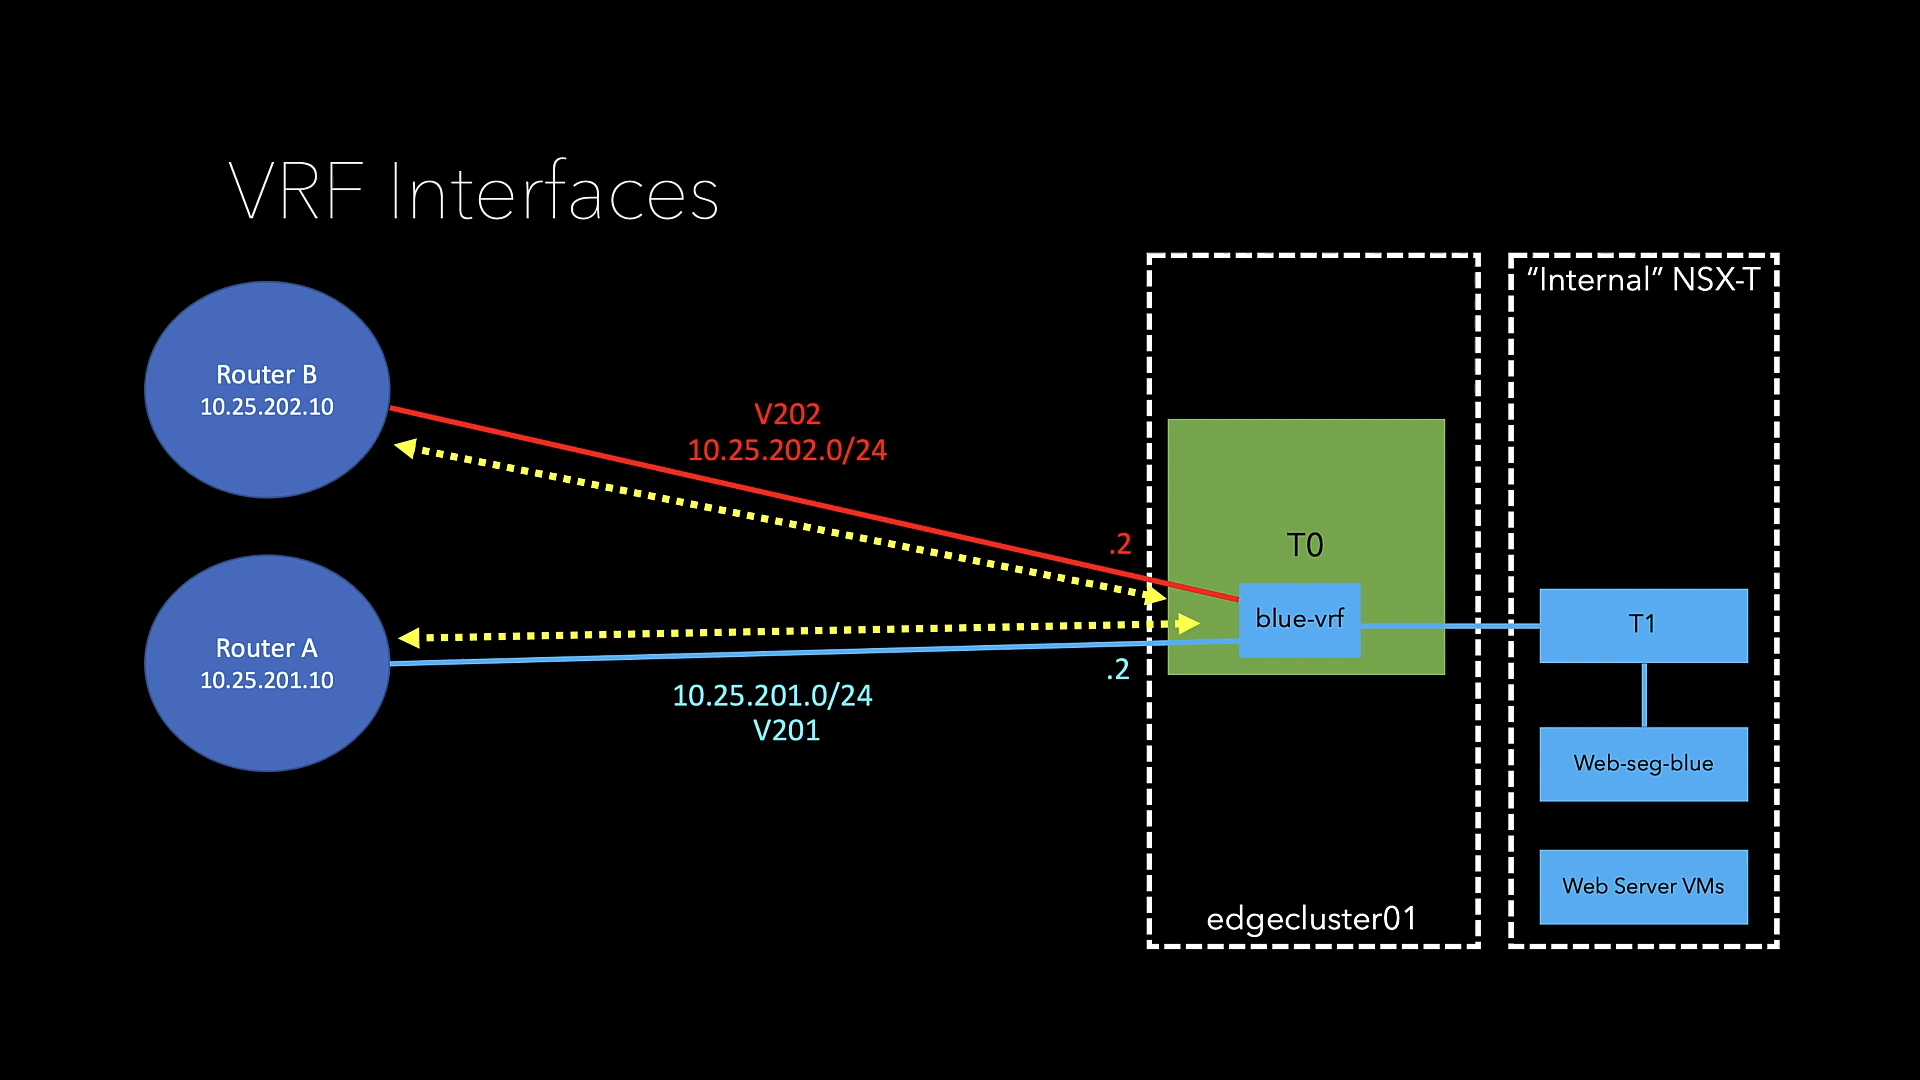 VRF Interfaces
“Internal” NSX-T
Router B
10.25.202.10
V202
10.25.202.0/24
.2
T0
blue-vrf
T1
Router A
10.25.201.10
.2
10.25.201.0/24
V201
Web-seg-blue
Web Server VMs
edgecluster01